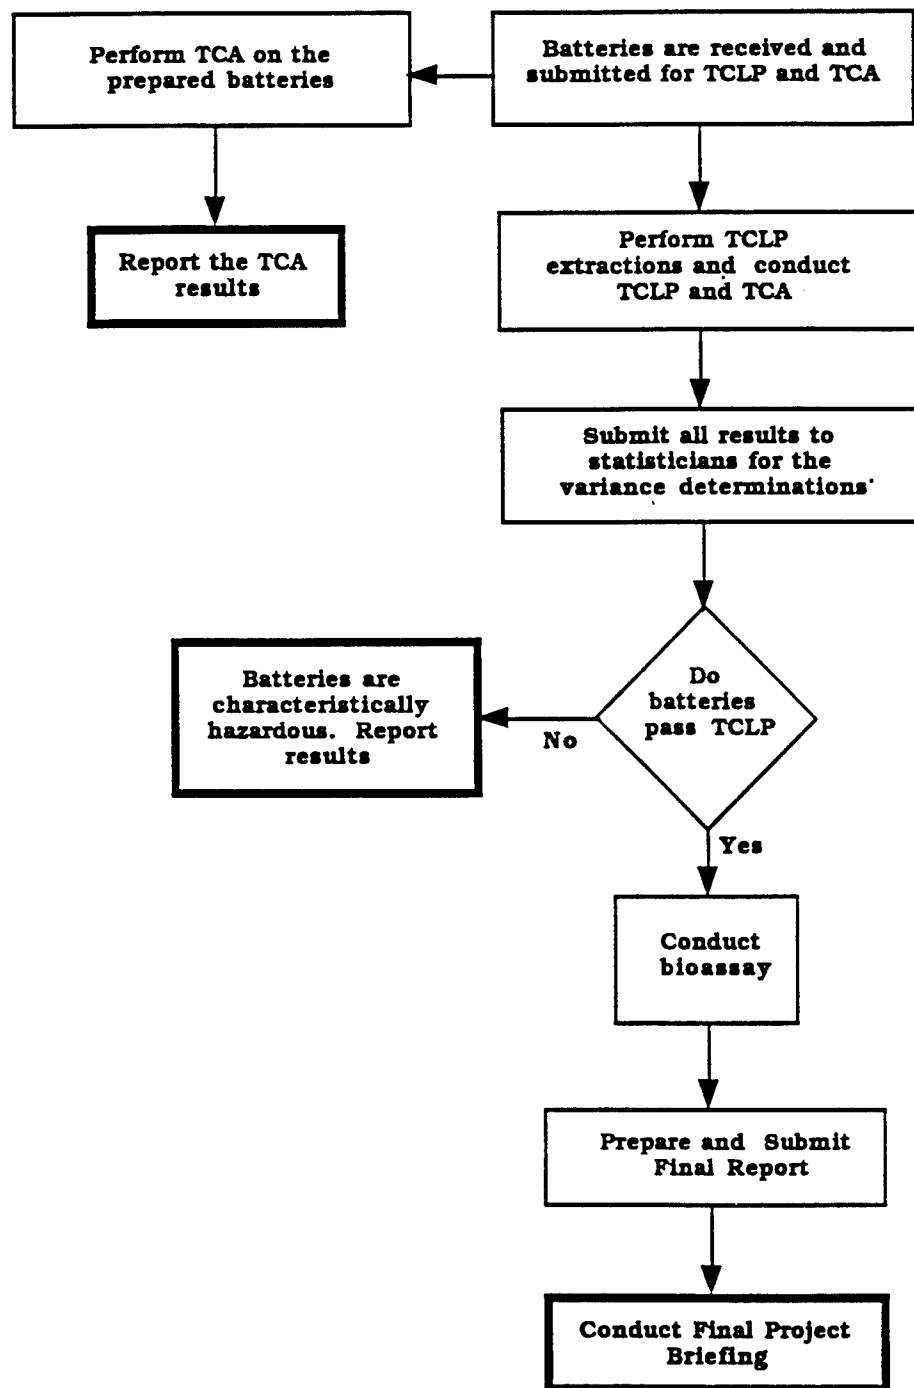 Perform TCA on the
prepared batteries
Batteries are received and
submitted for TCLP and TCA
Report the TCA
results
Perform TCLP
extractions and conduct
TCLP and TCA
Submit all results to
statisticians for the
variance determinations
Do
batteries
pass TCLP
No
Batteries are
characteristically
hazardous. Report
results
Yes
Conduct
bioassay
Prepare and Submit
Final Report
Conduct Final Project
Briefing